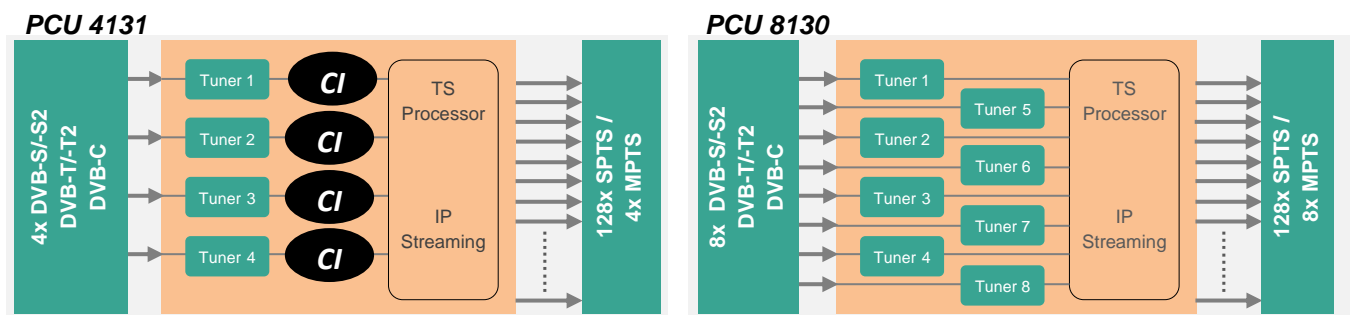 PCU 4131
4x DVB-S/-S2
DVB-T/-T2
DVB-C
Tuner 1
CI
Tuner 2
CI
Tuner 3
CI
Tuner 4
CI
TS
Processor
IP
Streaming
128x SPTS /
4x MPTS
PCU 8130
8x DVB-S/-S2
DVB-T/-T2
DVB-C
Tuner 1
Tuner 5
Tuner 2
Tuner 6
Tuner 3
Tuner 7
Tuner 4
Tuner 8
TS
Processor
IP
Streaming
128x SPTS /
8x MPTS